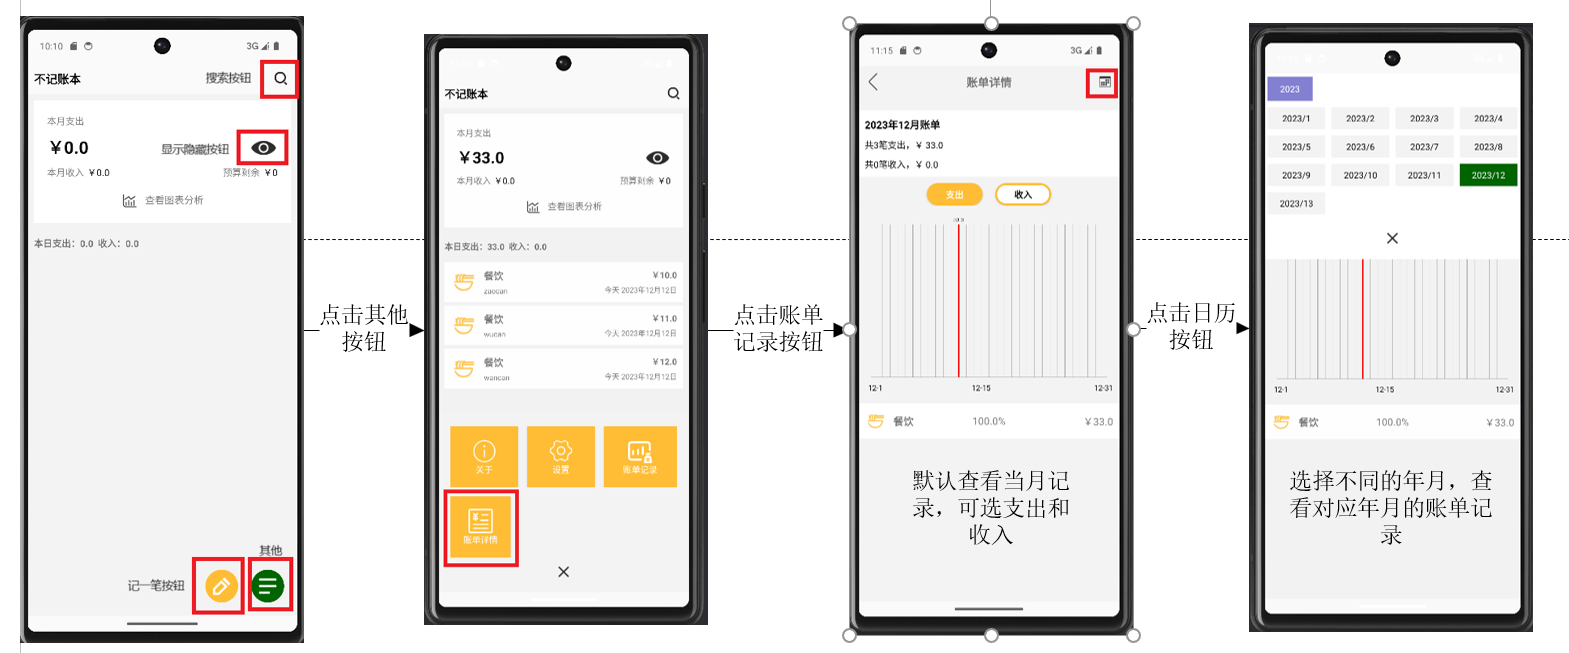 10:10
3G
不记账本
搜索按钮
本月支出
￥0.0
显示隐藏按钮
本月收入 ￥0.0
预算剩余 ￥0
查看图表分析
本日支出：0.0 收入：0.0
其他
记一笔按钮
点击其他
按钮
不记账本
本月支出
￥33.0
本月收入 ￥0.0
预算剩余 ￥0
查看图表分析
本日支出：33.0 收入：0.0
餐饮
￥10.0
zaocan
今天 2023年12月12日
餐饮
￥11.0
wucan
今天 2023年12月12日
餐饮
￥12.0
wancan
今天 2023年12月12日
关于
设置
账单记录
账单详情
点击账单
记录按钮
11:15
3G
账单详情
2023年12月账单
共3笔支出，￥ 33.0
共0笔收入，￥ 0.0
支出
收入
33.0
12-1
12-15
12-31
餐饮
100.0%
￥33.0
默认查看当月记
录，可选支出和
收入
点击日历
按钮
2023
2023/1
2023/2
2023/3
2023/4
2023/5
2023/6
2023/7
2023/8
2023/9
2023/10
2023/11
2023/12
2023/13
12-1
12-15
12-31
餐饮
100.0%
￥33.0
选择不同的年月，查
看对应年月的账单记
录